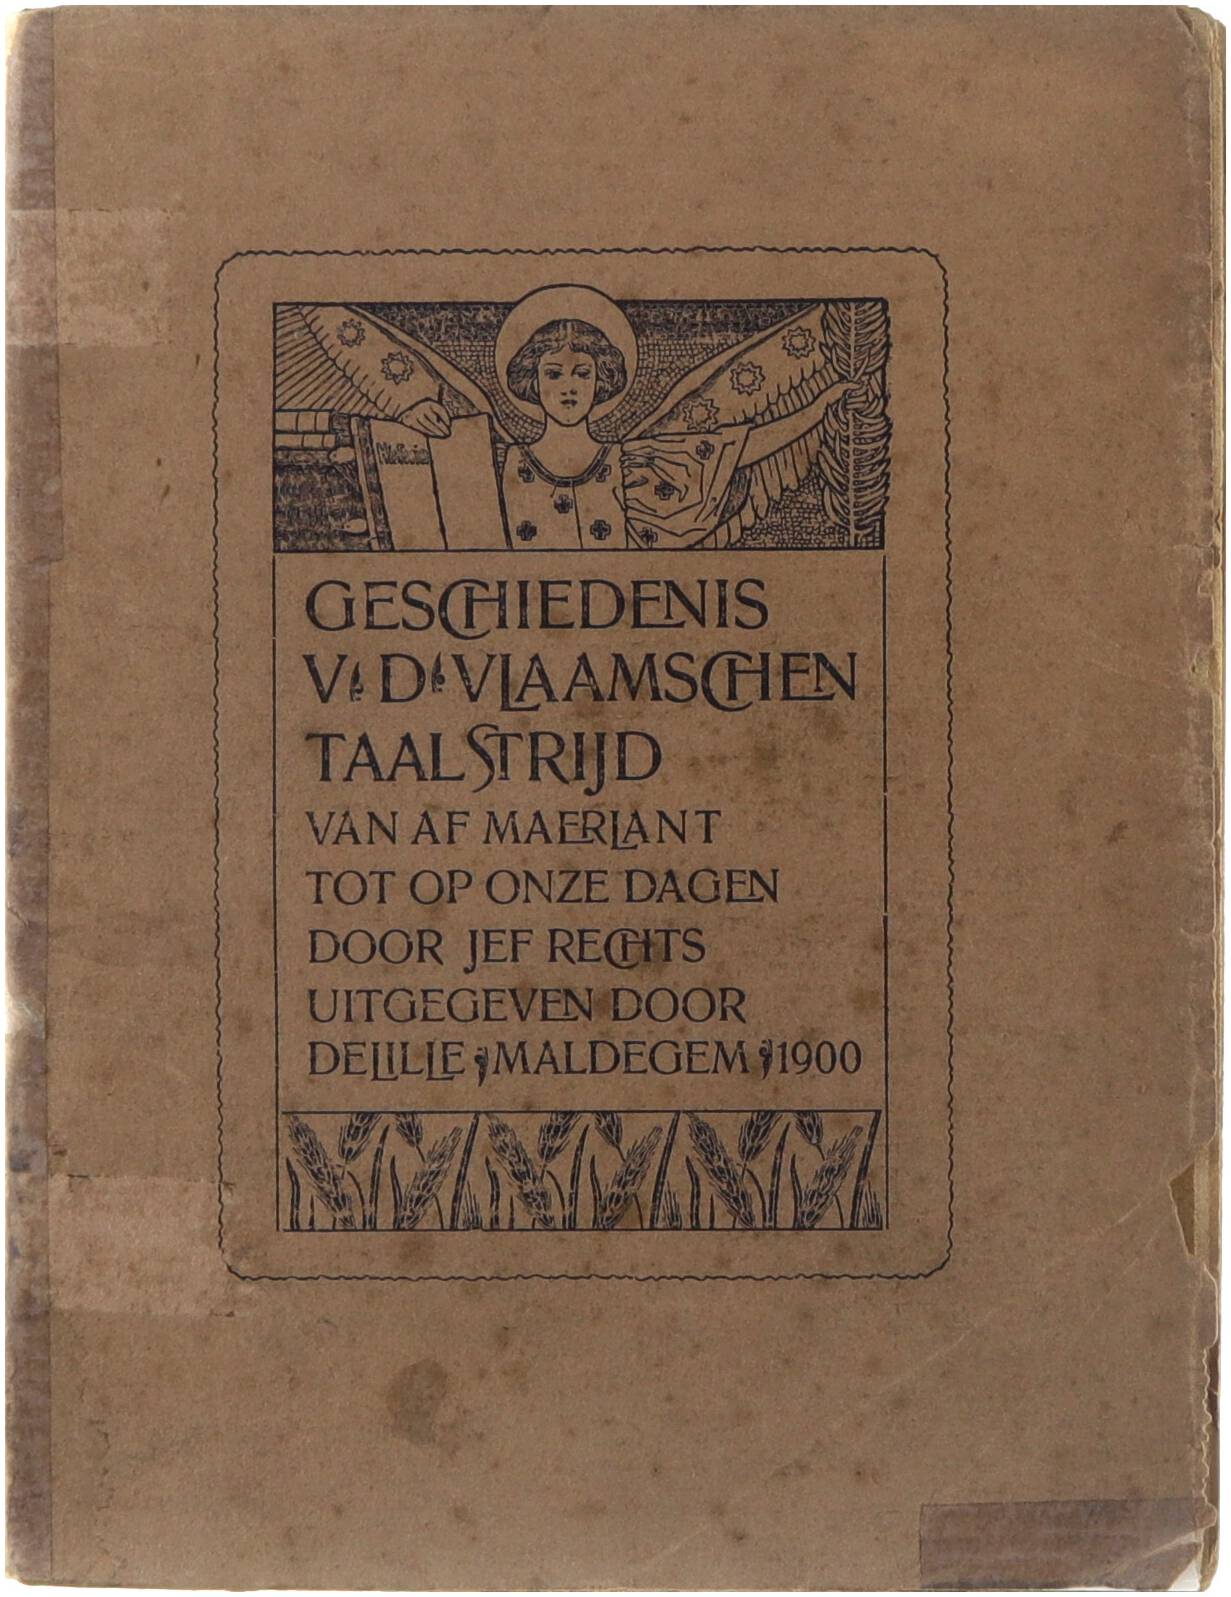 GESCHIEDENIS
V. D. VLAAMSCHEN
TAALSTRIJD
VAN AF MAERLANT
TOT OP ONZE DAGEN
DOOR JEF RECHTS
UITGEGEVEN DOOR
DELILLE, MALDEGEM, 1900